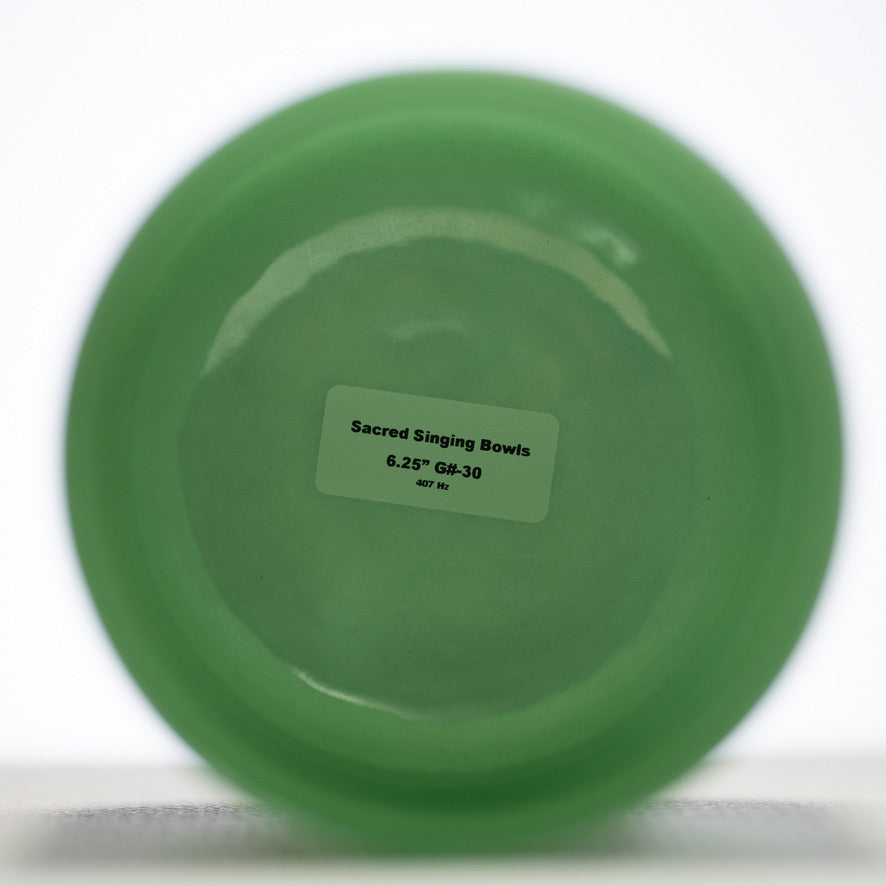 Sacred Singing Bowls
6.25” G#-30
407 Hz